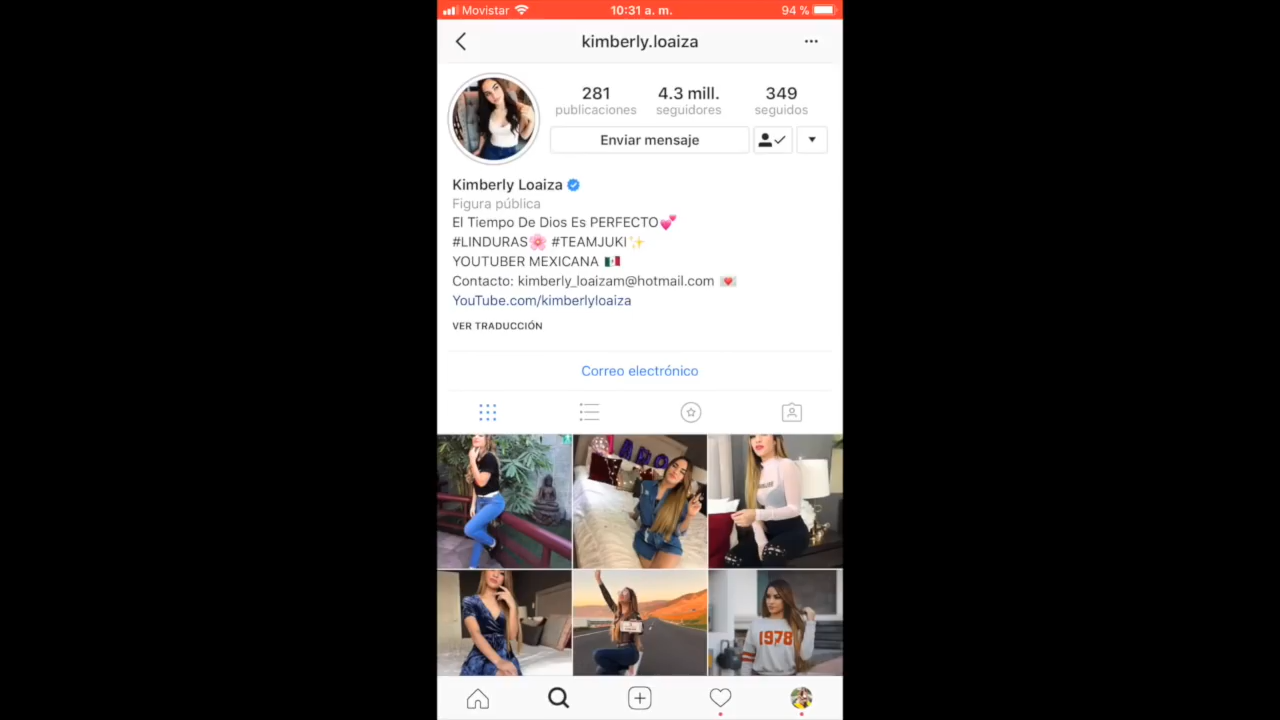 Movistar 10:31 a. m. 94 %
kimberly.loaiza
281 4.3 mill. 349
publicaciones seguidores seguidos
Enviar mensaje
Kimberly Loaiza
Figura pública
El Tiempo De Dios Es PERFECTO💕
#LINDURAS🌸 #TEAMJUKI✨
YOUTUBER MEXICANA 🇲🇽
Contacto: kimberly_loaizam@hotmail.com 💌
YouTube.com/kimberlyloaiza
VER TRADUCCIÓN
Correo electrónico
1978